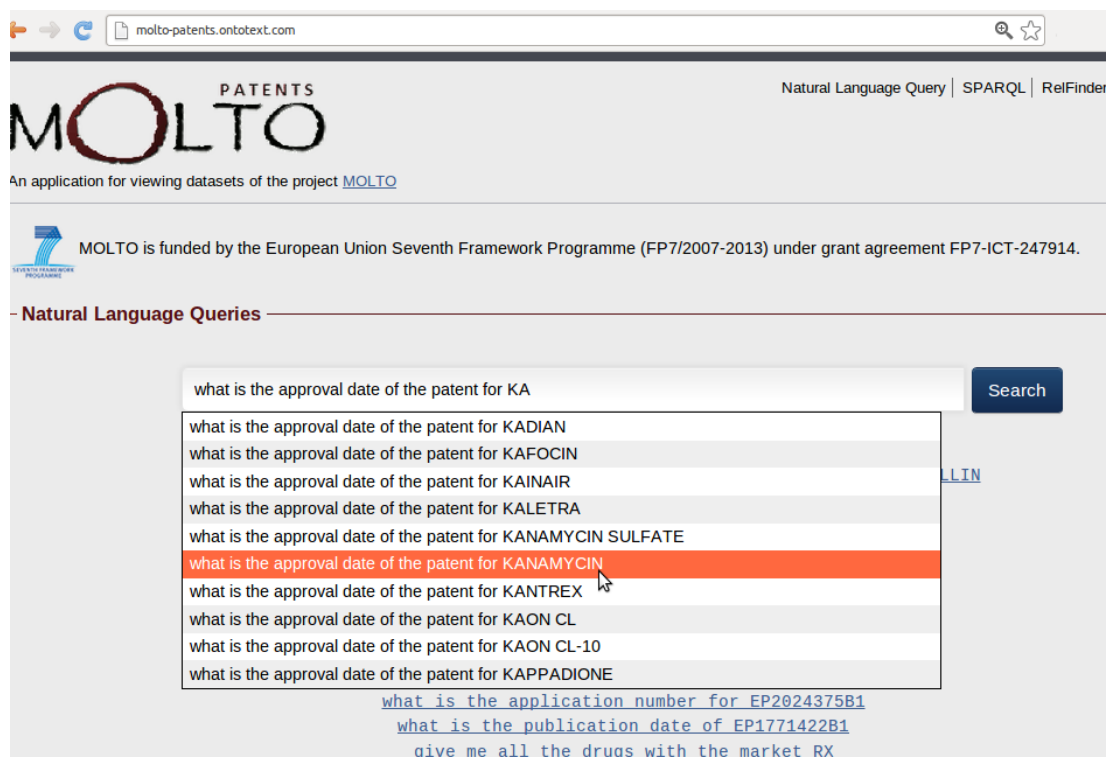 molto-patents.ontotext.com
PATENTS
MOLTO
Natural Language Query | SPARQL | RelFinder
An application for viewing datasets of the project MOLTO
7
SEVENTH FRAMEWORK
PROGRAMME
MOLTO is funded by the European Union Seventh Framework Programme (FP7/2007-2013) under grant agreement FP7-ICT-247914.
Natural Language Queries
what is the approval date of the patent for KA
Search
what is the approval date of the patent for KADIAN
what is the approval date of the patent for KAFOCIN
what is the approval date of the patent for KAINAIR
LLIN
what is the approval date of the patent for KALETRA
what is the approval date of the patent for KANAMYCIN SULFATE
what is the approval date of the patent for KANAMYCIN
what is the approval date of the patent for KANTREX
what is the approval date of the patent for KAON CL
what is the approval date of the patent for KAON CL-10
what is the approval date of the patent for KAPPADIONE
what is the application number for EP2024375B1
what is the publication date of EP1771422B1
give me all the drugs with the market RX